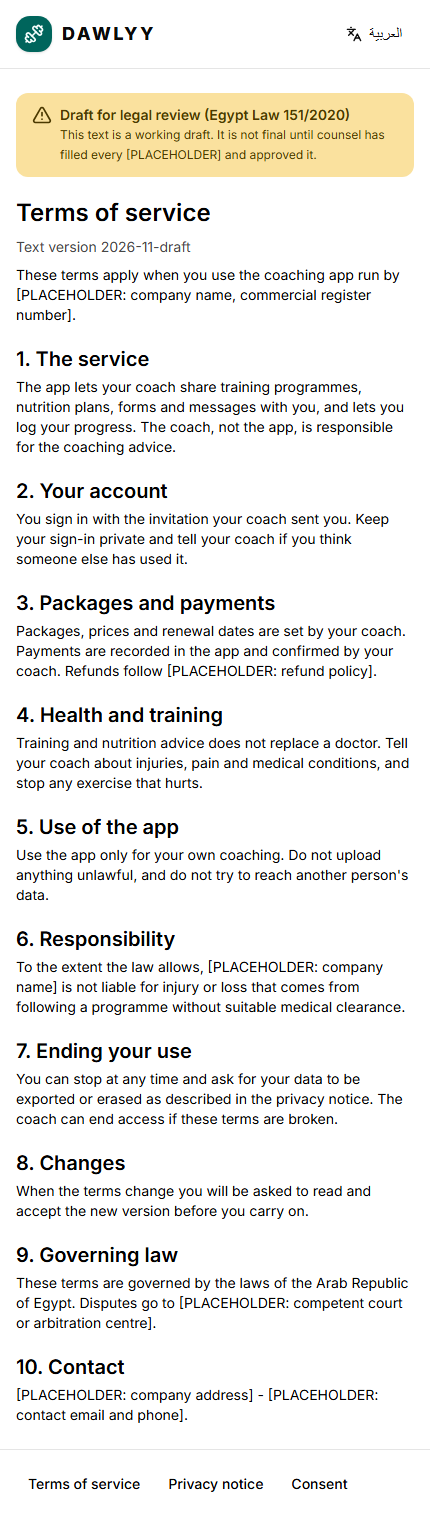 DAWLYY
العربية
Draft for legal review (Egypt Law 151/2020)
This text is a working draft. It is not final until counsel has
filled every [PLACEHOLDER] and approved it.
Terms of service
Text version 2026-11-draft
These terms apply when you use the coaching app run by
[PLACEHOLDER: company name, commercial register
number].
1. The service
The app lets your coach share training programmes,
nutrition plans, forms and messages with you, and lets you
log your progress. The coach, not the app, is responsible
for the coaching advice.
2. Your account
You sign in with the invitation your coach sent you. Keep
your sign-in private and tell your coach if you think
someone else has used it.
3. Packages and payments
Packages, prices and renewal dates are set by your coach.
Payments are recorded in the app and confirmed by your
coach. Refunds follow [PLACEHOLDER: refund policy].
4. Health and training
Training and nutrition advice does not replace a doctor. Tell
your coach about injuries, pain and medical conditions, and
stop any exercise that hurts.
5. Use of the app
Use the app only for your own coaching. Do not upload
anything unlawful, and do not try to reach another person's
data.
6. Responsibility
To the extent the law allows, [PLACEHOLDER: company
name] is not liable for injury or loss that comes from
following a programme without suitable medical clearance.
7. Ending your use
You can stop at any time and ask for your data to be
exported or erased as described in the privacy notice. The
coach can end access if these terms are broken.
8. Changes
When the terms change you will be asked to read and
accept the new version before you carry on.
9. Governing law
These terms are governed by the laws of the Arab Republic
of Egypt. Disputes go to [PLACEHOLDER: competent court
or arbitration centre].
10. Contact
[PLACEHOLDER: company address] - [PLACEHOLDER:
contact email and phone].
Terms of service Privacy notice Consent